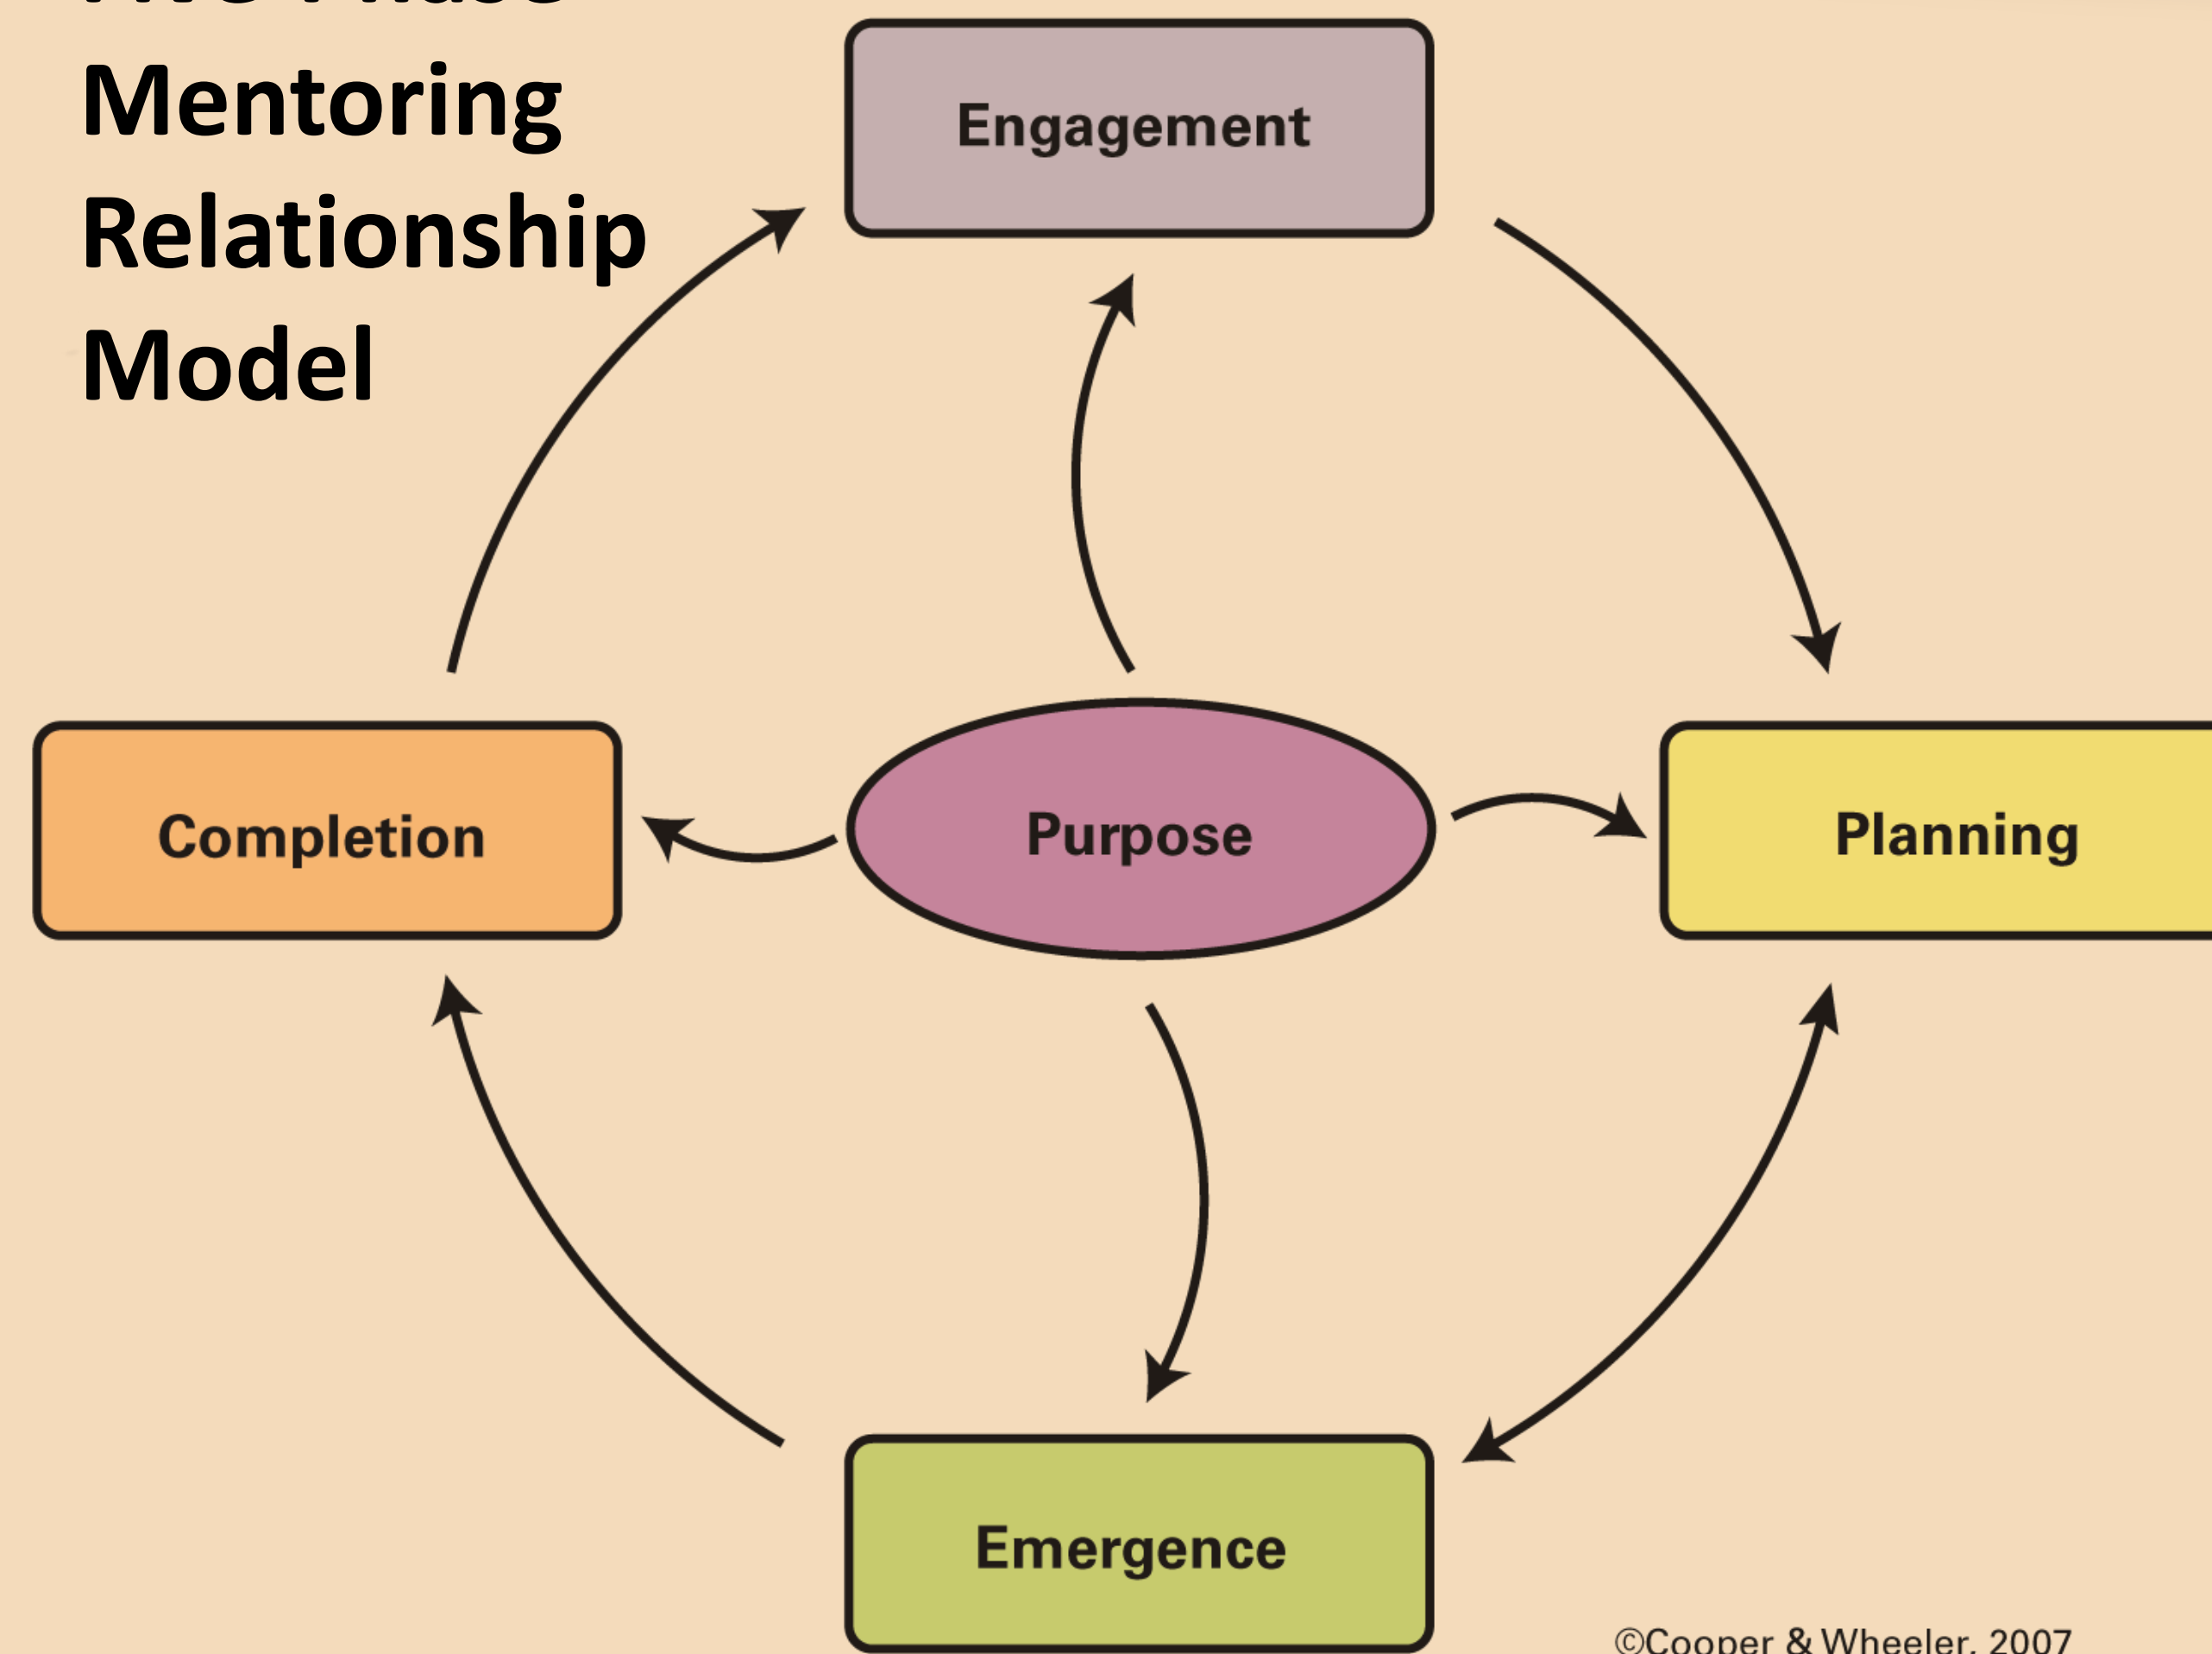 Mentoring
Relationship
Model
Engagement
Completion
Purpose
Planning
Emergence
©Cooper & Wheeler, 2007